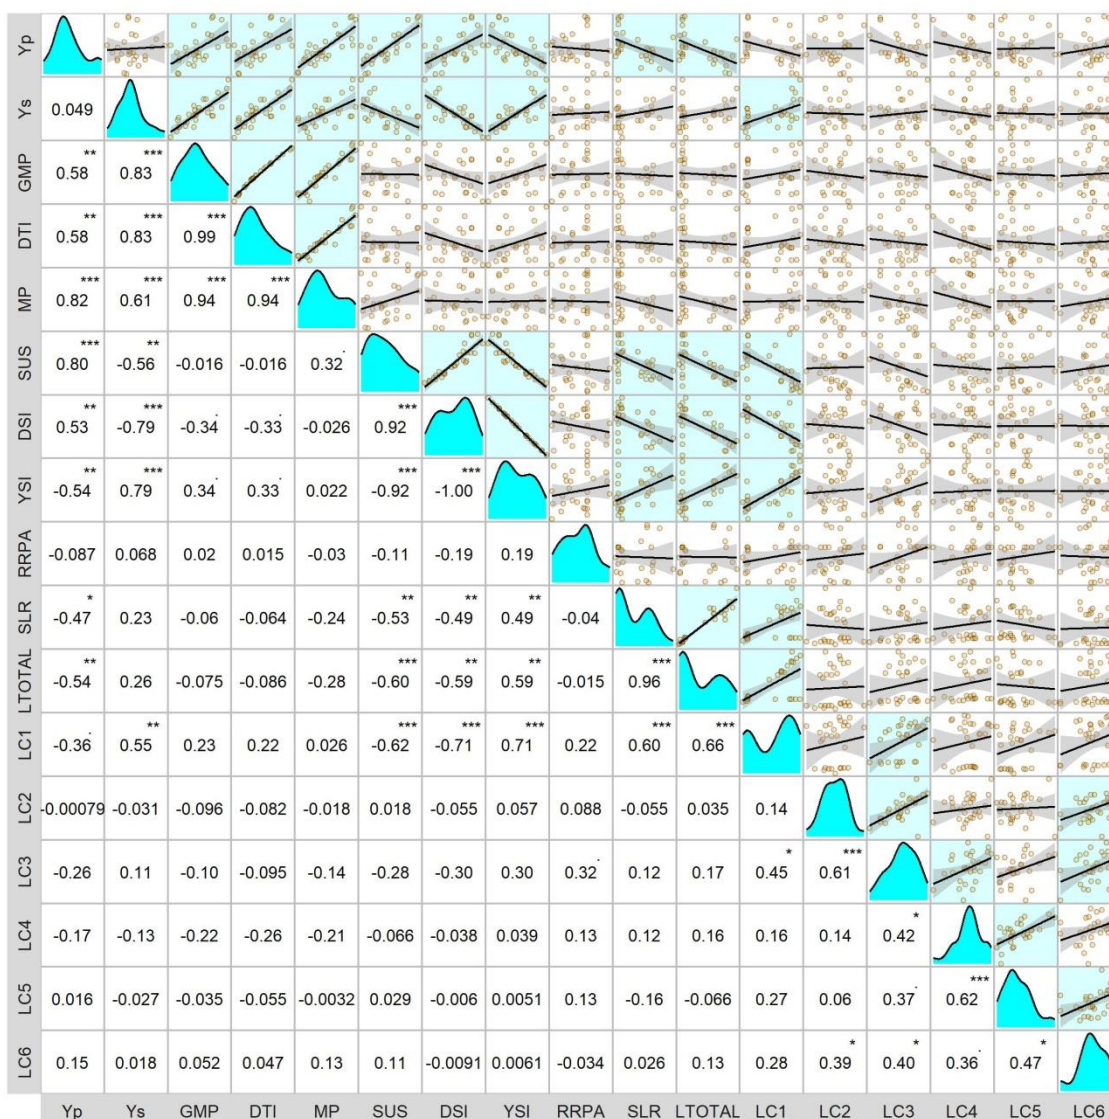 Yp
Ys 0.049
** ***
GMP 0.58 0.83
** *** ***
DTI 0.58 0.83 0.99
*** *** *** ***
MP 0.82 0.61 0.94 0.94
*** ** .
SUS 0.80 -0.56 -0.016 -0.016 0.32
** *** . . ***
DSI 0.53 -0.79 -0.34 -0.33 -0.026 0.92
** *** . . *** ***
YSI -0.54 0.79 0.34 0.33 0.022 -0.92 -1.00
RRPA -0.087 0.068 0.02 0.015 -0.03 -0.11 -0.19 0.19
* ** ** **
SLR -0.47 0.23 -0.06 -0.064 -0.24 -0.53 -0.49 0.49 -0.04
** *** ** ** ***
LTOTAL -0.54 0.26 -0.075 -0.086 -0.28 -0.60 -0.59 0.59 -0.015 0.96
. ** *** *** *** *** ***
LC1 -0.36 0.55 0.23 0.22 0.026 -0.62 -0.71 0.71 0.22 0.60 0.66
LC2 -0.00079 -0.031 -0.096 -0.082 -0.018 0.018 -0.055 0.057 0.088 -0.055 0.035 0.14
. * ***
LC3 -0.26 0.11 -0.10 -0.095 -0.14 -0.28 -0.30 0.30 0.32 0.12 0.17 0.45 0.61
*
LC4 -0.17 -0.13 -0.22 -0.26 -0.21 -0.066 -0.038 0.039 0.13 0.12 0.16 0.16 0.14 0.42
. ***
LC5 0.016 -0.027 -0.035 -0.055 -0.0032 0.029 -0.006 0.0051 0.13 -0.16 -0.066 0.27 0.06 0.37 0.62
* * . *
LC6 0.15 0.018 0.052 0.047 0.13 0.11 -0.0091 0.0061 -0.034 0.026 0.13 0.28 0.39 0.40 0.36 0.47
Yp Ys GMP DTI MP SUS DSI YSI RRPA SLR LTOTAL LC1 LC2 LC3 LC4 LC5 LC6